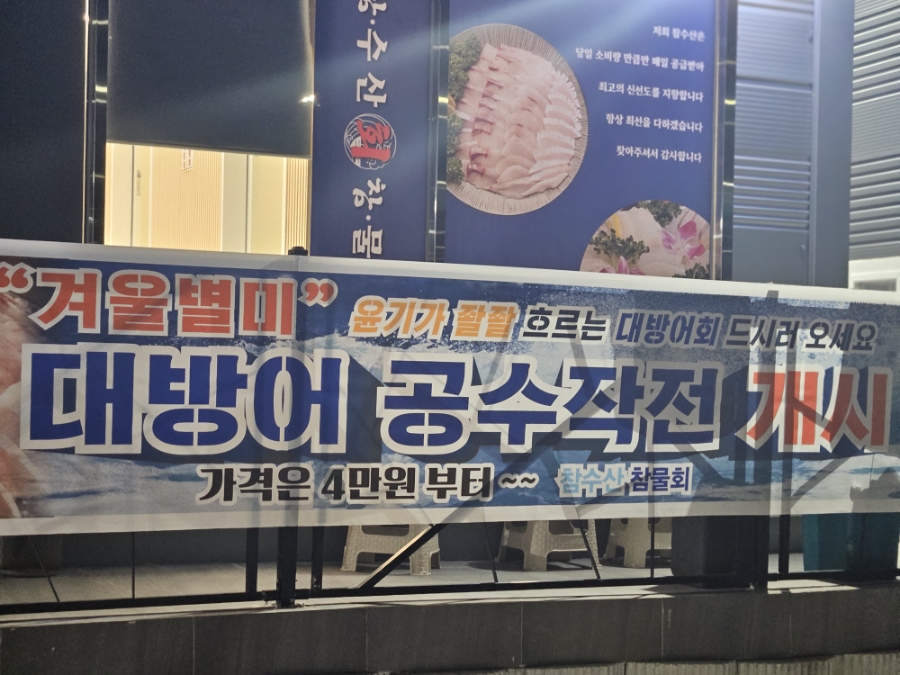 참·수산 회 참·물
저희 참수산은
당일 소비량 만큼만 매일 공급받아
최고의 신선도를 지향합니다
항상 최선을 다하겠습니다
찾아주셔서 감사합니다
“겨울별미” 윤기가 좔좔 흐르는 대방어회 드시러 오세요
대방어 공수작전 개시
가격은 4만원 부터 ~~ 참수산 참물회